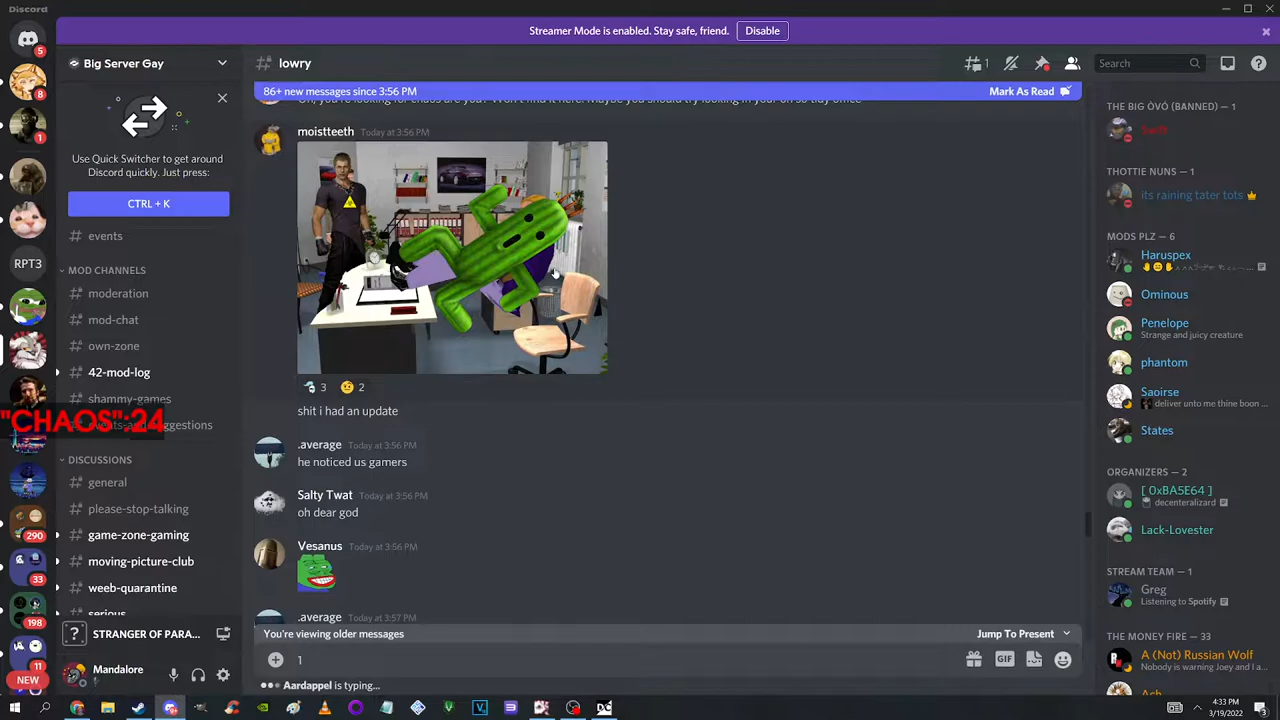 Discord
Streamer Mode is enabled. Stay safe, friend.
Disable
5
8
1
RPT3
290
33
198
11
NEW
Big Server Gay
Use Quick Switcher to get around
Discord quickly. Just press:
CTRL + K
events
MOD CHANNELS
moderation
mod-chat
own-zone
42-mod-log
shammy-games
"CHAOS":24
DISCUSSIONS
general
please-stop-talking
game-zone-gaming
moving-picture-club
weeb-quarantine
serious
STRANGER OF PARA...
Mandalore
lowry
1
Search
86+ new messages since 3:56 PM
Mark As Read
moistteeth Today at 3:56 PM
3 2
shit i had an update
.average Today at 3:56 PM
he noticed us gamers
Salty Twat Today at 3:56 PM
oh dear god
Vesanus Today at 3:56 PM
.average Today at 3:57 PM
You're viewing older messages
Jump To Present
1
GIF
Aardappel is typing...
THE BIG ÒVÓ (BANNED) — 1
Swift
THOTTIE NUNS — 1
its raining tater tots
MODS PLZ — 6
Haruspex
Ominous
Penelope
Strange and juicy creature
phantom
Saoirse
deliver unto me thine boon ...
States
ORGANIZERS — 2
[ 0xBA5E64 ]
decenteralizard
Lack-Lovester
STREAM TEAM — 1
Greg
Listening to Spotify
THE MONEY FIRE — 33
A (Not) Russian Wolf
Nobody is warning Joey and I a...
4:33 PM
3/19/2022
3